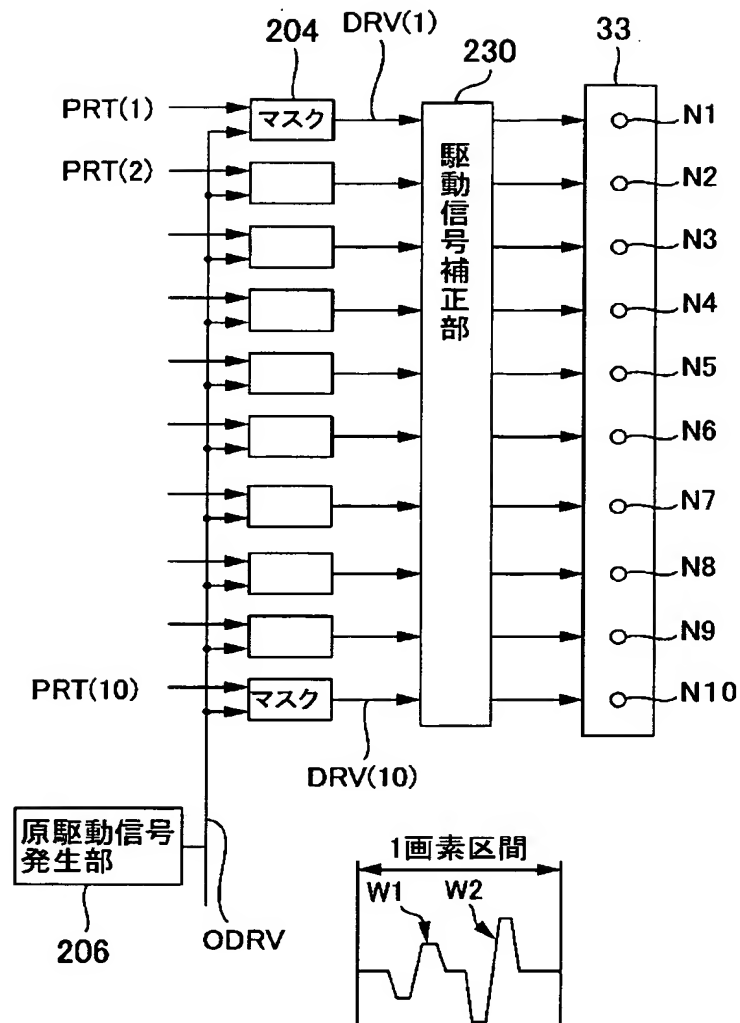 DRV(1)
204
230
33
PRT(1)
マスク
N1
PRT(2)
N2
駆動信号補正部
N3
N4
N5
N6
N7
N8
N9
PRT(10)
マスク
N10
DRV(10)
原駆動信号
発生部
206
ODRV
1画素区間
W1
W2